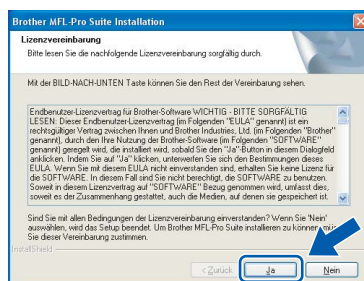 Brother MFL-Pro Suite Installation
Lizenzvereinbarung
Bitte lesen Sie die nachfolgende Lizenzvereinbarung sorgfältig durch.
Mit der BILD-NACH-UNTEN Taste können Sie den Rest der Vereinbarung sehen.
Endbenutzer-Lizenzvertrag für Brother-Software WICHTIG - BITTE SORGFÄLTIG
LESEN: Dieser Endbenutzer-Lizenzvertrag (im Folgenden "EULA" genannt) ist ein
rechtsgültiger Vertrag zwischen Ihnen und Brother Industries, Ltd. (im Folgenden "Brother"
genannt), durch den Ihre Nutzung der Brother-Software (im Folgenden "SOFTWARE"
genannt) geregelt wird, die installiert wird, sobald Sie den "Ja"-Button in diesem Dialogfeld
anklicken. Indem Sie auf "Ja" klicken, unterwerfen Sie sich den Bestimmungen dieses
EULA. Wenn Sie mit diesem EULA nicht einverstanden sind, erhalten Sie keine Lizenz für
die SOFTWARE. In diesem Fall sind Sie nicht berechtigt, die SOFTWARE zu benutzen.
Soweit in diesem Lizenzvertrag auf "SOFTWARE" Bezug genommen wird, umfasst dies,
soweit es der Zusammenhang gestattet, auch die Medien, auf denen sie gespeichert ist.
Sind Sie mit allen Bedingungen der Lizenzvereinbarung einverstanden? Wenn Sie 'Nein'
auswählen, wird das Setup beendet. Um Brother MFL-Pro Suite installieren zu können,
Sie dieser Vereinbarung zustimmen.
InstallShield
< Zurück
Ja
Nein